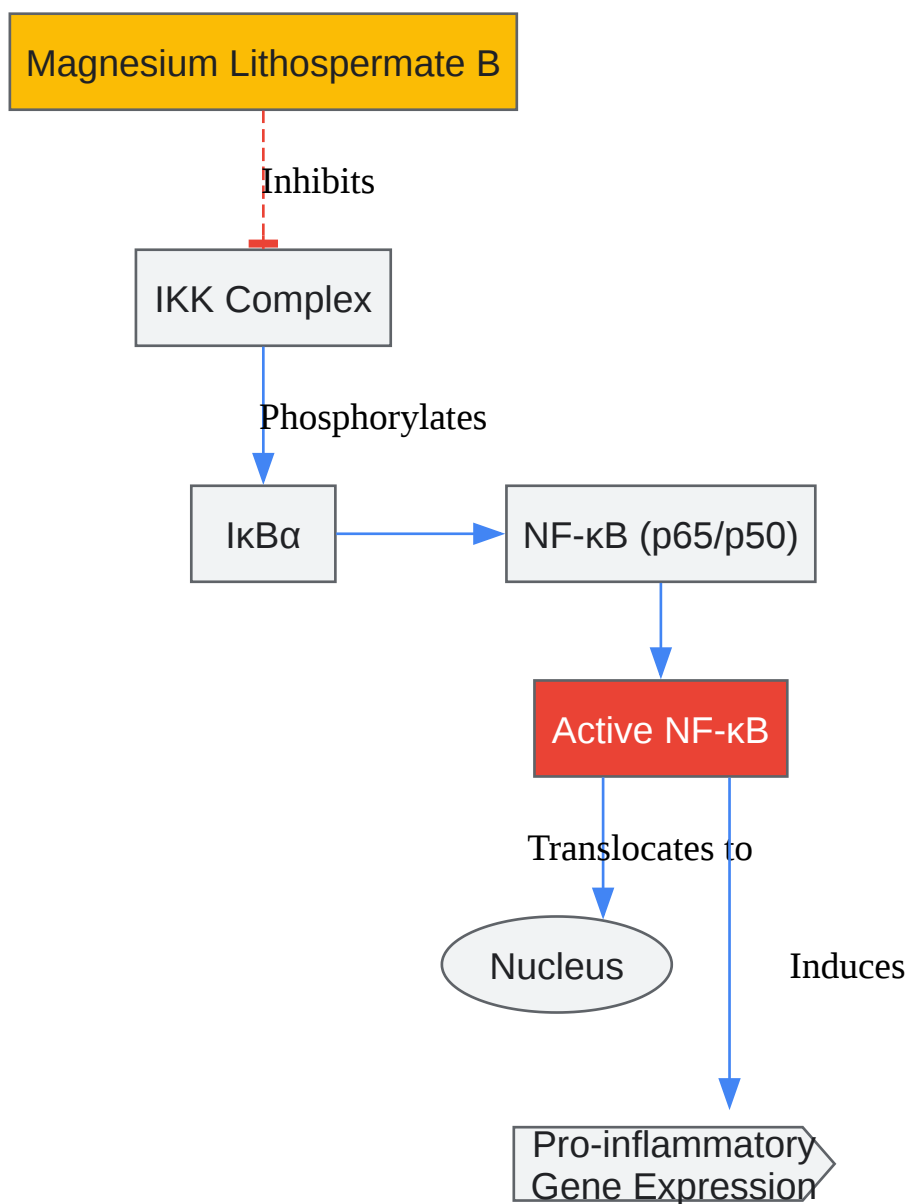 Magnesium Lithospermate B
Inhibits
IKK Complex
Phosphorylates
IκBα
NF-κB (p65/p50)
Active NF-κB
Translocates to
Nucleus
Induces
Pro-inflammatory
Gene Expression